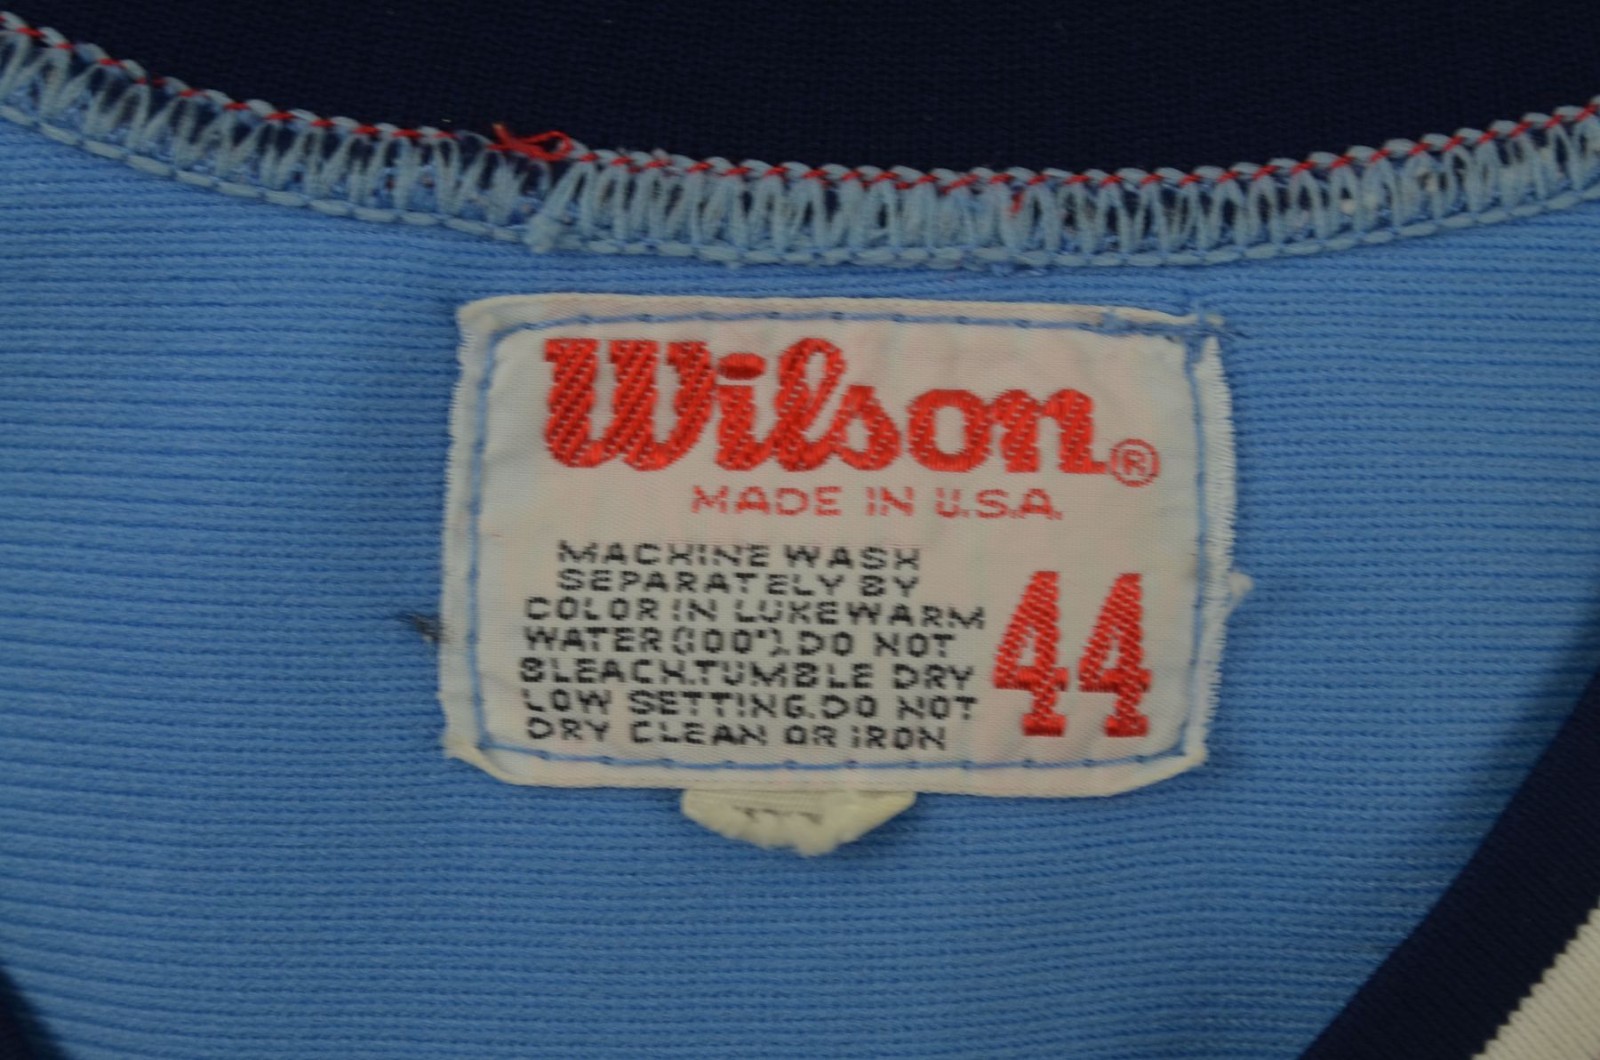 Wilson®
MADE IN U.S.A.
MACHINE WASH
SEPARATELY BY
COLOR IN LUKEWARM
WATER (100°). DO NOT
BLEACH. TUMBLE DRY
LOW SETTING. DO NOT
DRY CLEAN OR IRON
44